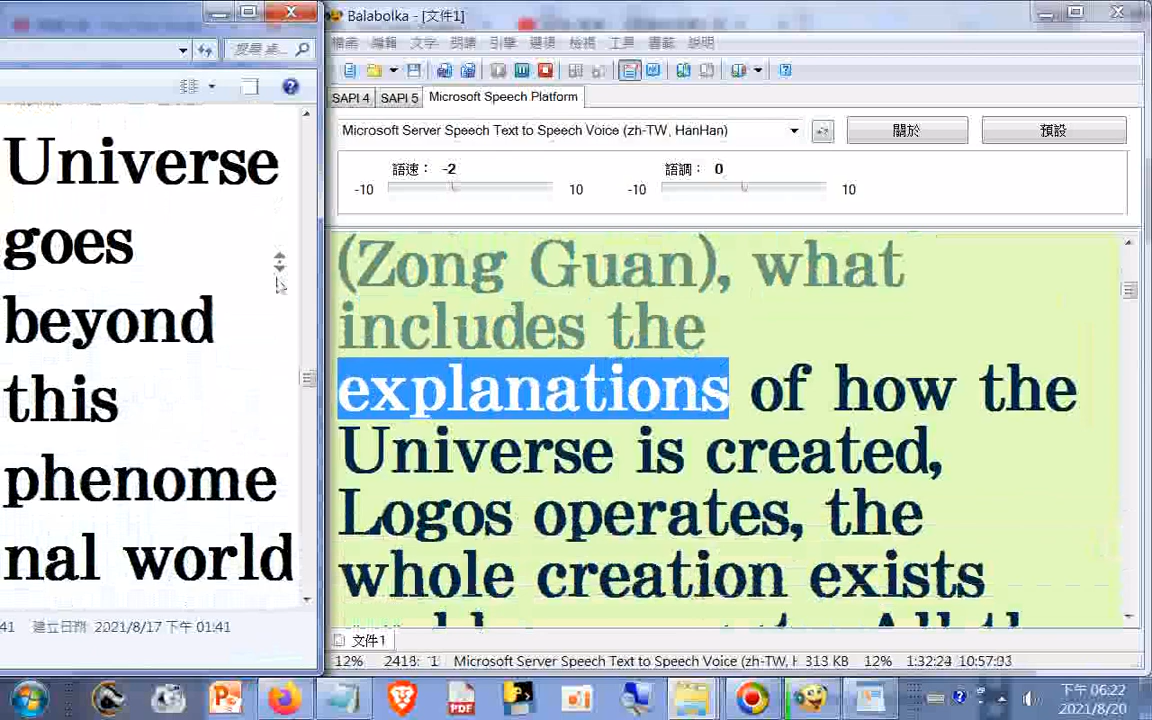 Balabolka - [文件1]
檔案 編輯 文字 朗讀 引擎 選項 檢視 工具 書籤 說明
SAPI 4 SAPI 5 Microsoft Speech Platform
Microsoft Server Speech Text to Speech Voice (zh-TW, HanHan)
關於
預設
語速： -2
語調： 0
-10 10
-10 10
Universe
goes
beyond
this
phenome
nal world
41 建立日期 2021/8/17 下午 01:41
(Zong Guan), what
includes the
explanations of how the
Universe is created,
Logos operates, the
whole creation exists
文件1
12% Microsoft Server Speech Text to Speech Voice (zh-TW, H 313 KB 12% 1:32:24
下午 06:22
2021/8/20